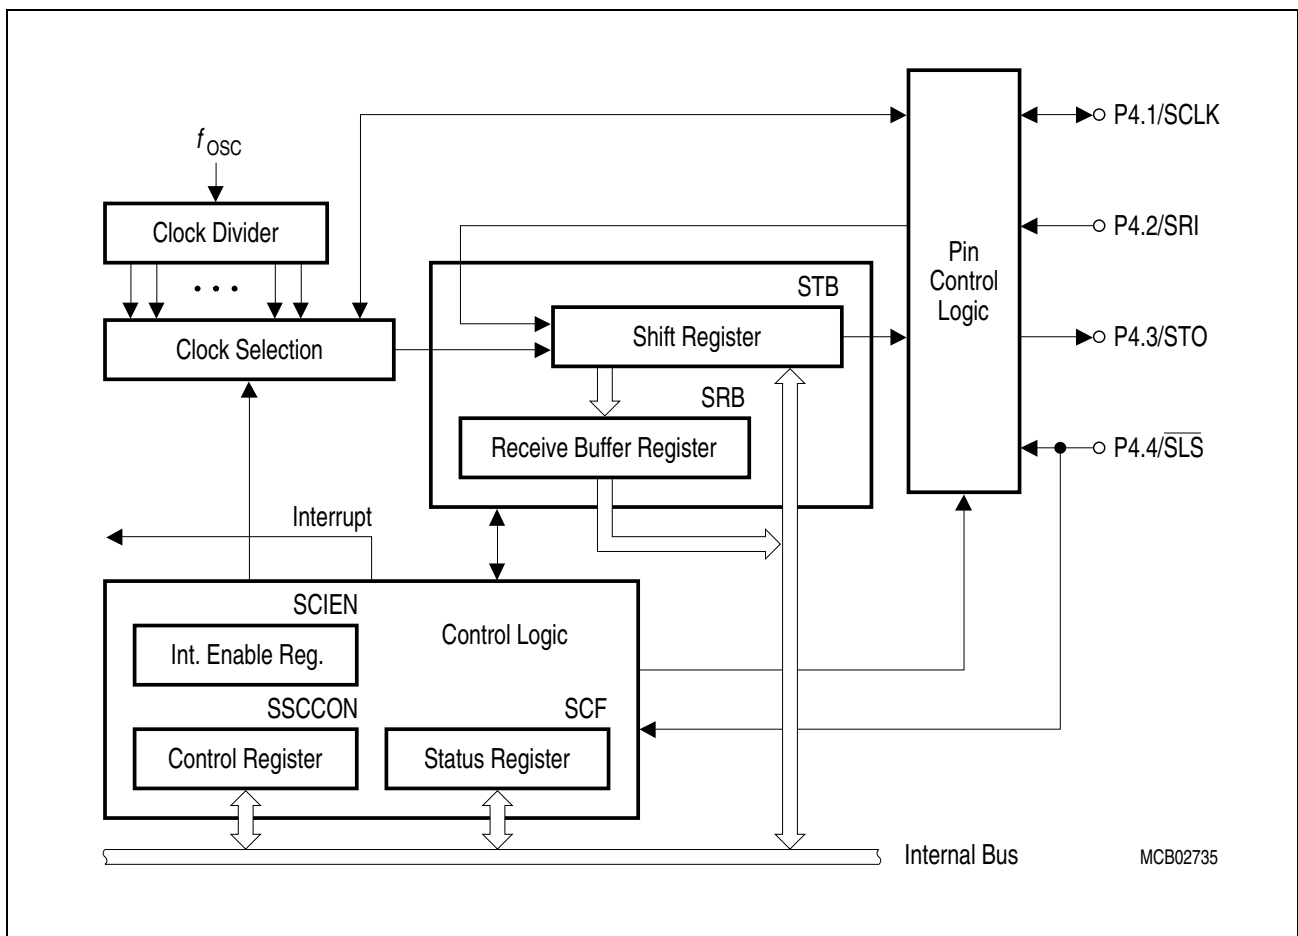 f OSC
Clock Divider
Clock Selection
STB
Shift Register
SRB
Receive Buffer Register
Pin
Control
Logic
P4.1/SCLK
P4.2/SRI
P4.3/STO
P4.4/SLS
Interrupt
SCIEN
Int. Enable Reg.
Control Logic
SSCCON
Control Register
SCF
Status Register
Internal Bus
MCB02735